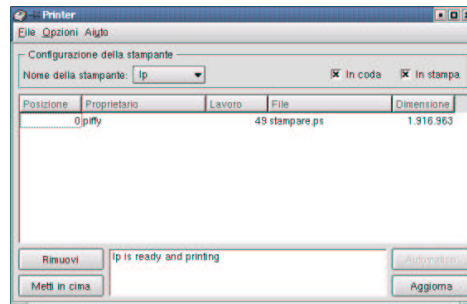 Printer
File Opzioni Aiuto
Configurazione della stampante
Nome della stampante: lp In coda In stampa
Posizione Proprietario Lavoro File Dimensione
0 piffy 49 stampare.ps 1.916.963
Rimuovi lp is ready and printing Automatico
Metti in cima Aggiorna